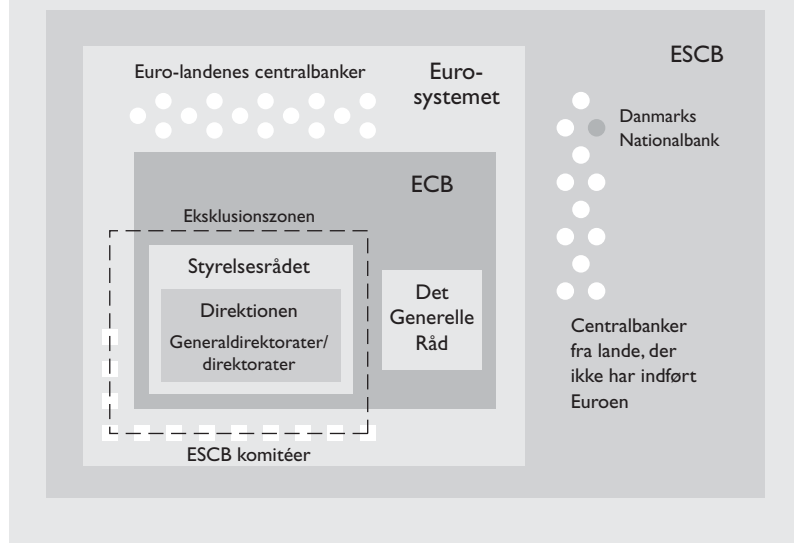 ESCB
Euro-landenes centralbanker
Euro-
systemet
Danmarks
Nationalbank
ECB
Eksklusionszonen
Styrelsesrådet
Direktionen
Generaldirektorater/
direktorater
Det
Generelle
Råd
Centralbanker
fra lande, der
ikke har indført
Euroen
ESCB komitéer